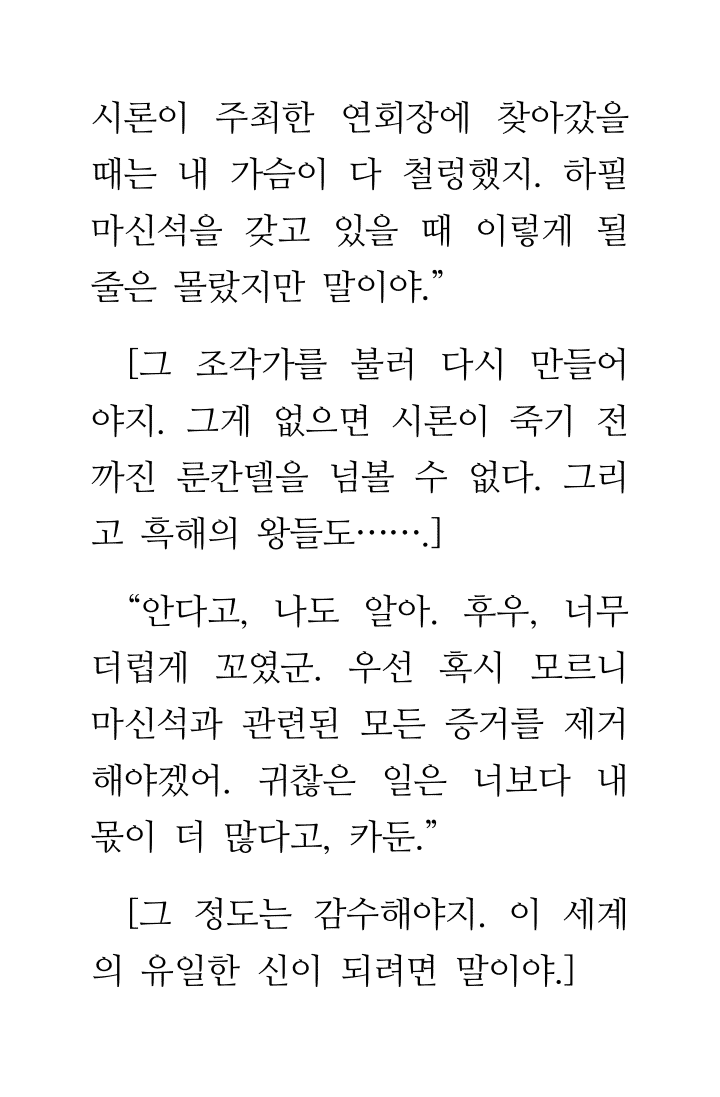 시론이 주최한 연회장에 찾아갔을
때는 내 가슴이 다 철렁했지. 하필
마신석을 갖고 있을 때 이렇게 될
줄은 몰랐지만 말이야.”
[그 조각가를 불러 다시 만들어
야지. 그게 없으면 시론이 죽기 전
까진 룬칸델을 넘볼 수 없다. 그리
고 흑해의 왕들도…….]
“안다고, 나도 알아. 후우, 너무
더럽게 꼬였군. 우선 혹시 모르니
마신석과 관련된 모든 증거를 제거
해야겠어. 귀찮은 일은 너보다 내
몫이 더 많다고, 카둔.”
[그 정도는 감수해야지. 이 세계
의 유일한 신이 되려면 말이야.]